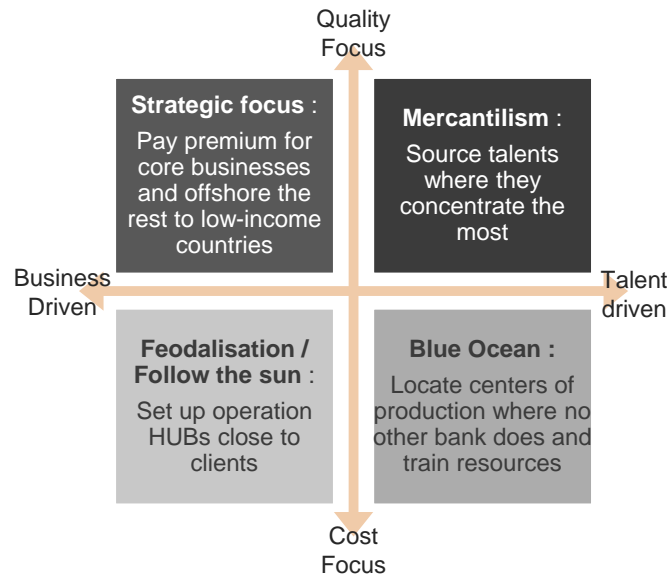 Quality
Focus
Strategic focus :
Pay premium for
core businesses
and offshore the
rest to low-income
countries
Mercantilism :
Source talents
where they
concentrate the
most
Business
Driven
Talent
driven
Feodalisation /
Follow the sun :
Set up operation
HUBs close to
clients
Blue Ocean :
Locate centers of
production where no
other bank does and
train resources
Cost
Focus